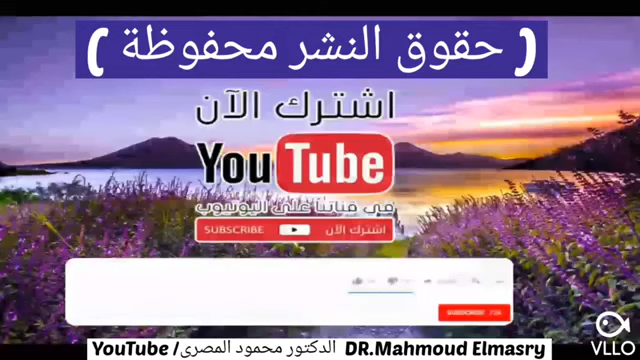 ( حقوق النشر محفوظة )
اشترك الآن
YouTube
في قناتنا على اليوتيوب
SUBSCRIBE اشترك الآن
SUBSCRIBE
YouTube / الدكتور محمود المصرى DR.Mahmoud Elmasry
VLLO